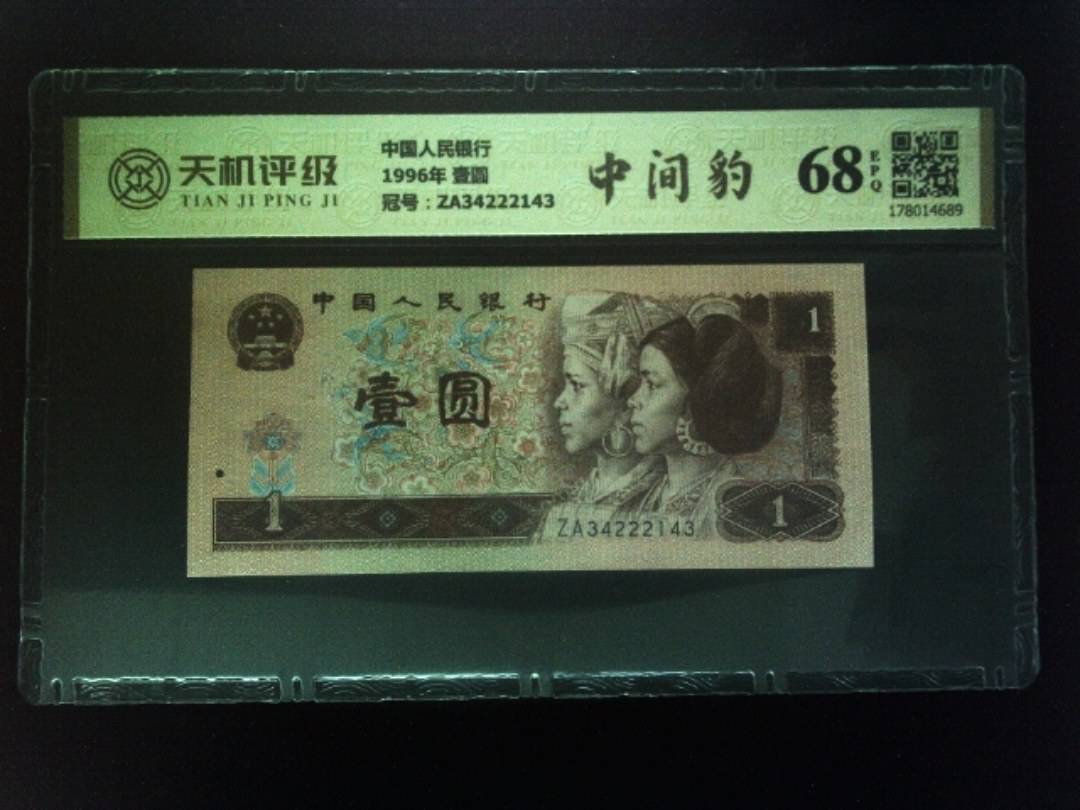 天机评级
TIAN JI PING JI
中国人民银行
1996年 壹圆
冠号：ZA34222143
中间豹
68
EPQ
178014689
中国人民银行
1
壹圆
1
ZA34222143
1